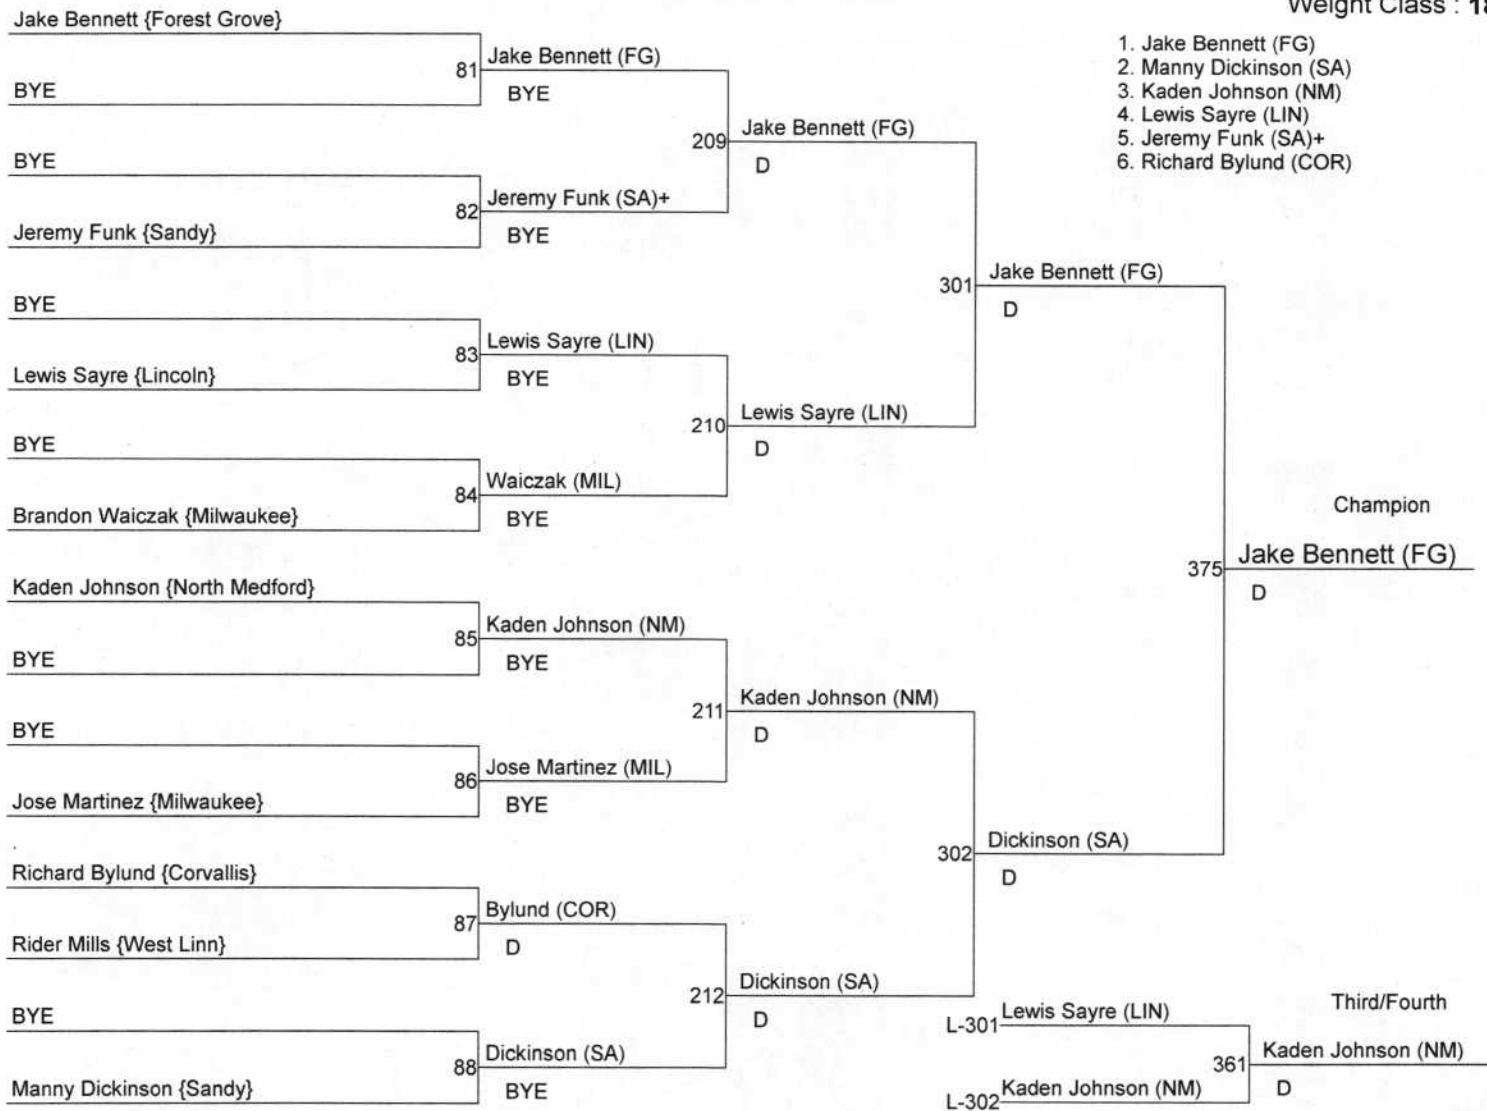 Weight Class : 18
1. Jake Bennett (FG)
2. Manny Dickinson (SA)
3. Kaden Johnson (NM)
4. Lewis Sayre (LIN)
5. Jeremy Funk (SA)+
6. Richard Bylund (COR)
Jake Bennett {Forest Grove}
BYE
BYE
Jeremy Funk {Sandy}
BYE
Lewis Sayre {Lincoln}
BYE
Brandon Waiczak {Milwaukee}
Kaden Johnson {North Medford}
BYE
BYE
Jose Martinez {Milwaukee}
Richard Bylund {Corvallis}
Rider Mills {West Linn}
BYE
Manny Dickinson {Sandy}
81 Jake Bennett (FG)
BYE
82 Jeremy Funk (SA)+
BYE
83 Lewis Sayre (LIN)
BYE
84 Waiczak (MIL)
BYE
85 Kaden Johnson (NM)
BYE
86 Jose Martinez (MIL)
BYE
87 Bylund (COR)
D
88 Dickinson (SA)
BYE
209 Jake Bennett (FG)
D
210 Lewis Sayre (LIN)
D
211 Kaden Johnson (NM)
D
212 Dickinson (SA)
D
301 Jake Bennett (FG)
D
302 Dickinson (SA)
D
Champion
375 Jake Bennett (FG)
D
Third/Fourth
L-301 Lewis Sayre (LIN)
L-302 Kaden Johnson (NM)
361 Kaden Johnson (NM)
D